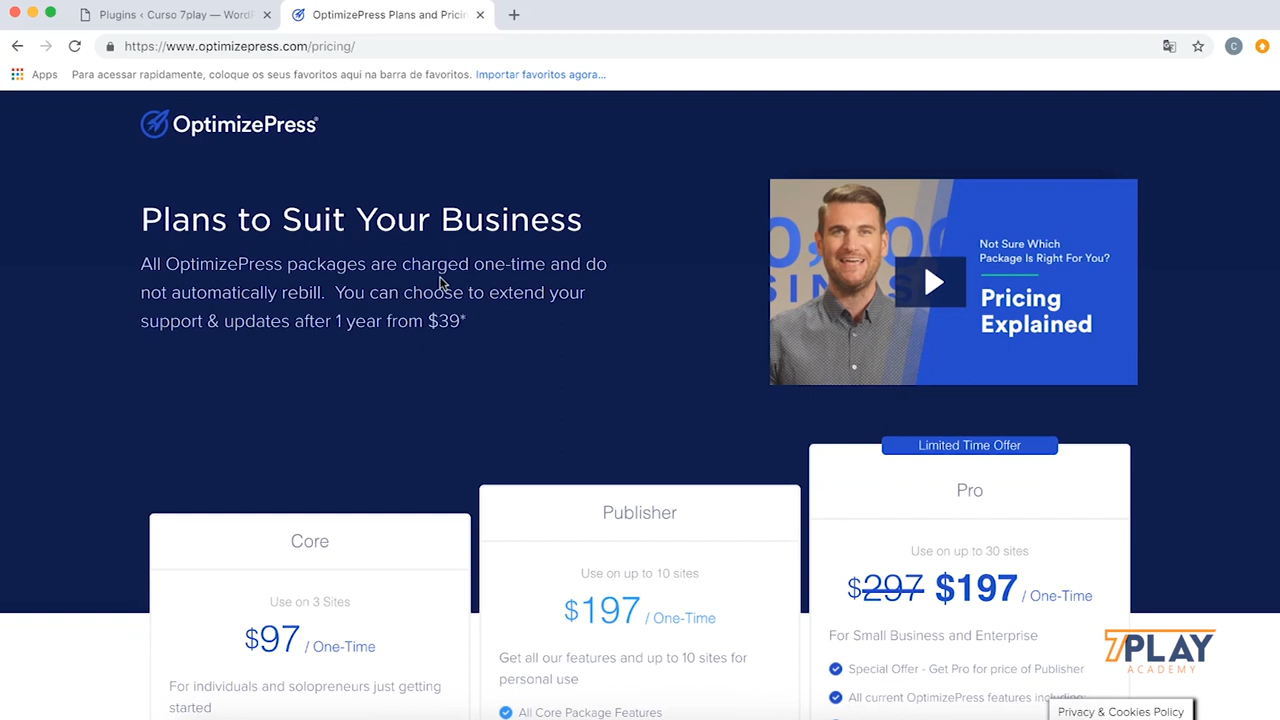 Plugins ‹ Curso 7play — WordP
OptimizePress Plans and Pricin
https://www.optimizepress.com/pricing/
C
Apps
Para acessar rapidamente, coloque os seus favoritos aqui na barra de favoritos. Importar favoritos agora...
OptimizePress®
Plans to Suit Your Business
All OptimizePress packages are charged one-time and do
not automatically rebill. You can choose to extend your
support & updates after 1 year from $39*
Not Sure Which
Package Is Right For You?
Pricing
Explained
Core
Use on 3 Sites
$97 / One-Time
For individuals and solopreneurs just getting
started
Publisher
Use on up to 10 sites
$197 / One-Time
Get all our features and up to 10 sites for
personal use
All Core Package Features
Limited Time Offer
Pro
Use on up to 30 sites
$297 $197 / One-Time
For Small Business and Enterprise
Special Offer - Get Pro for price of Publisher
All current OptimizePress features including:
7PLAY
ACADEMY
Privacy & Cookies Policy